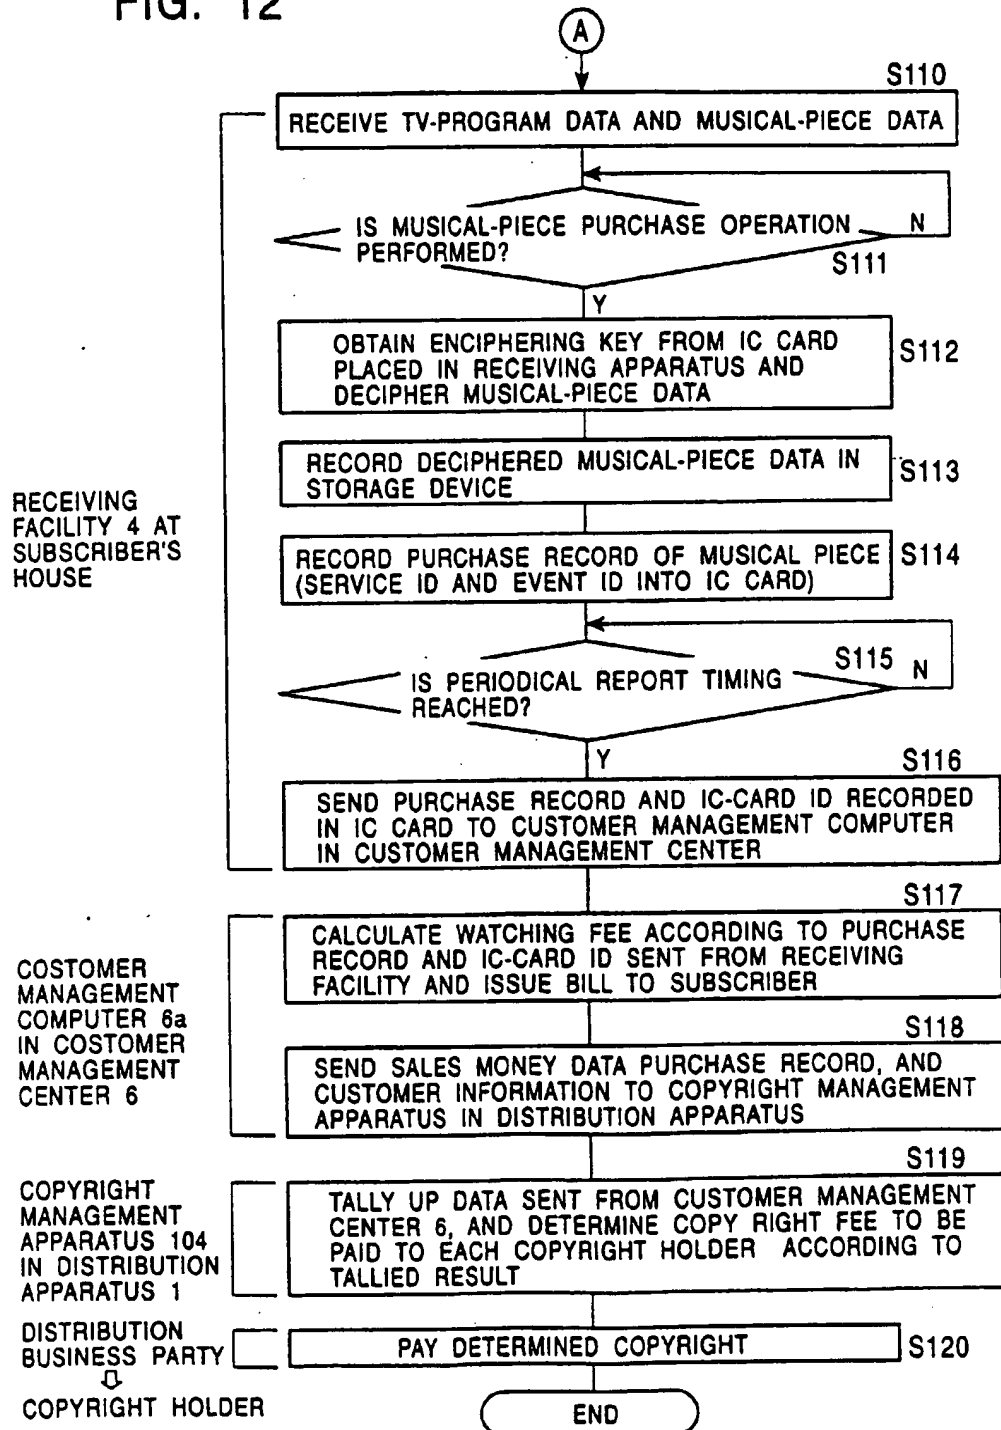 FIG. 12
A
S110
RECEIVE TV-PROGRAM DATA AND MUSICAL-PIECE DATA
IS MUSICAL-PIECE PURCHASE OPERATION
PERFORMED?
N
S111
Y
OBTAIN ENCIPHERING KEY FROM IC CARD
PLACED IN RECEIVING APPARATUS AND
DECIPHER MUSICAL-PIECE DATA
S112
RECORD DECIPHERED MUSICAL-PIECE DATA IN
STORAGE DEVICE
S113
RECEIVING
FACILITY 4 AT
SUBSCRIBER'S
HOUSE
RECORD PURCHASE RECORD OF MUSICAL PIECE
(SERVICE ID AND EVENT ID INTO IC CARD)
S114
S115
N
IS PERIODICAL REPORT TIMING
REACHED?
Y
S116
SEND PURCHASE RECORD AND IC-CARD ID RECORDED
IN IC CARD TO CUSTOMER MANAGEMENT COMPUTER
IN CUSTOMER MANAGEMENT CENTER
S117
CALCULATE WATCHING FEE ACCORDING TO PURCHASE
RECORD AND IC-CARD ID SENT FROM RECEIVING
FACILITY AND ISSUE BILL TO SUBSCRIBER
COSTOMER
MANAGEMENT
COMPUTER 6a
IN COSTOMER
MANAGEMENT
CENTER 6
S118
SEND SALES MONEY DATA PURCHASE RECORD, AND
CUSTOMER INFORMATION TO COPYRIGHT MANAGEMENT
APPARATUS IN DISTRIBUTION APPARATUS
S119
COPYRIGHT
MANAGEMENT
APPARATUS 104
IN DISTRIBUTION
APPARATUS 1
TALLY UP DATA SENT FROM CUSTOMER MANAGEMENT
CENTER 6, AND DETERMINE COPY RIGHT FEE TO BE
PAID TO EACH COPYRIGHT HOLDER ACCORDING TO
TALLIED RESULT
DISTRIBUTION
BUSINESS PARTY
COPYRIGHT HOLDER
PAY DETERMINED COPYRIGHT
S120
END